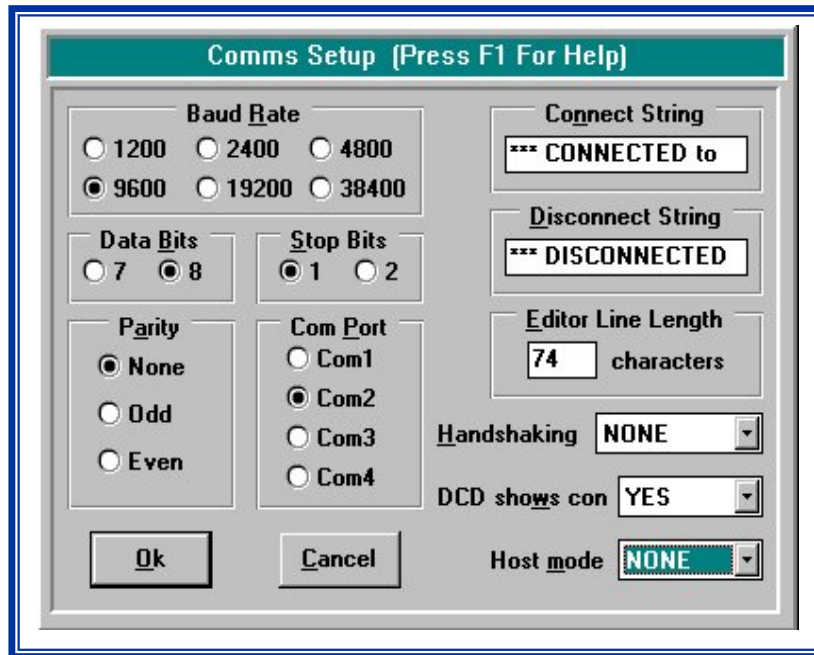 Comms Setup (Press F1 For Help)
Baud Rate
1200 2400 4800
9600 19200 38400
Data Bits
7 8
Stop Bits
1 2
Parity
None
Odd
Even
Com Port
Com1
Com2
Com3
Com4
Ok
Cancel
Connect String
*** CONNECTED to
Disconnect String
*** DISCONNECTED
Editor Line Length
74 characters
Handshaking NONE
DCD shows con YES
Host mode NONE